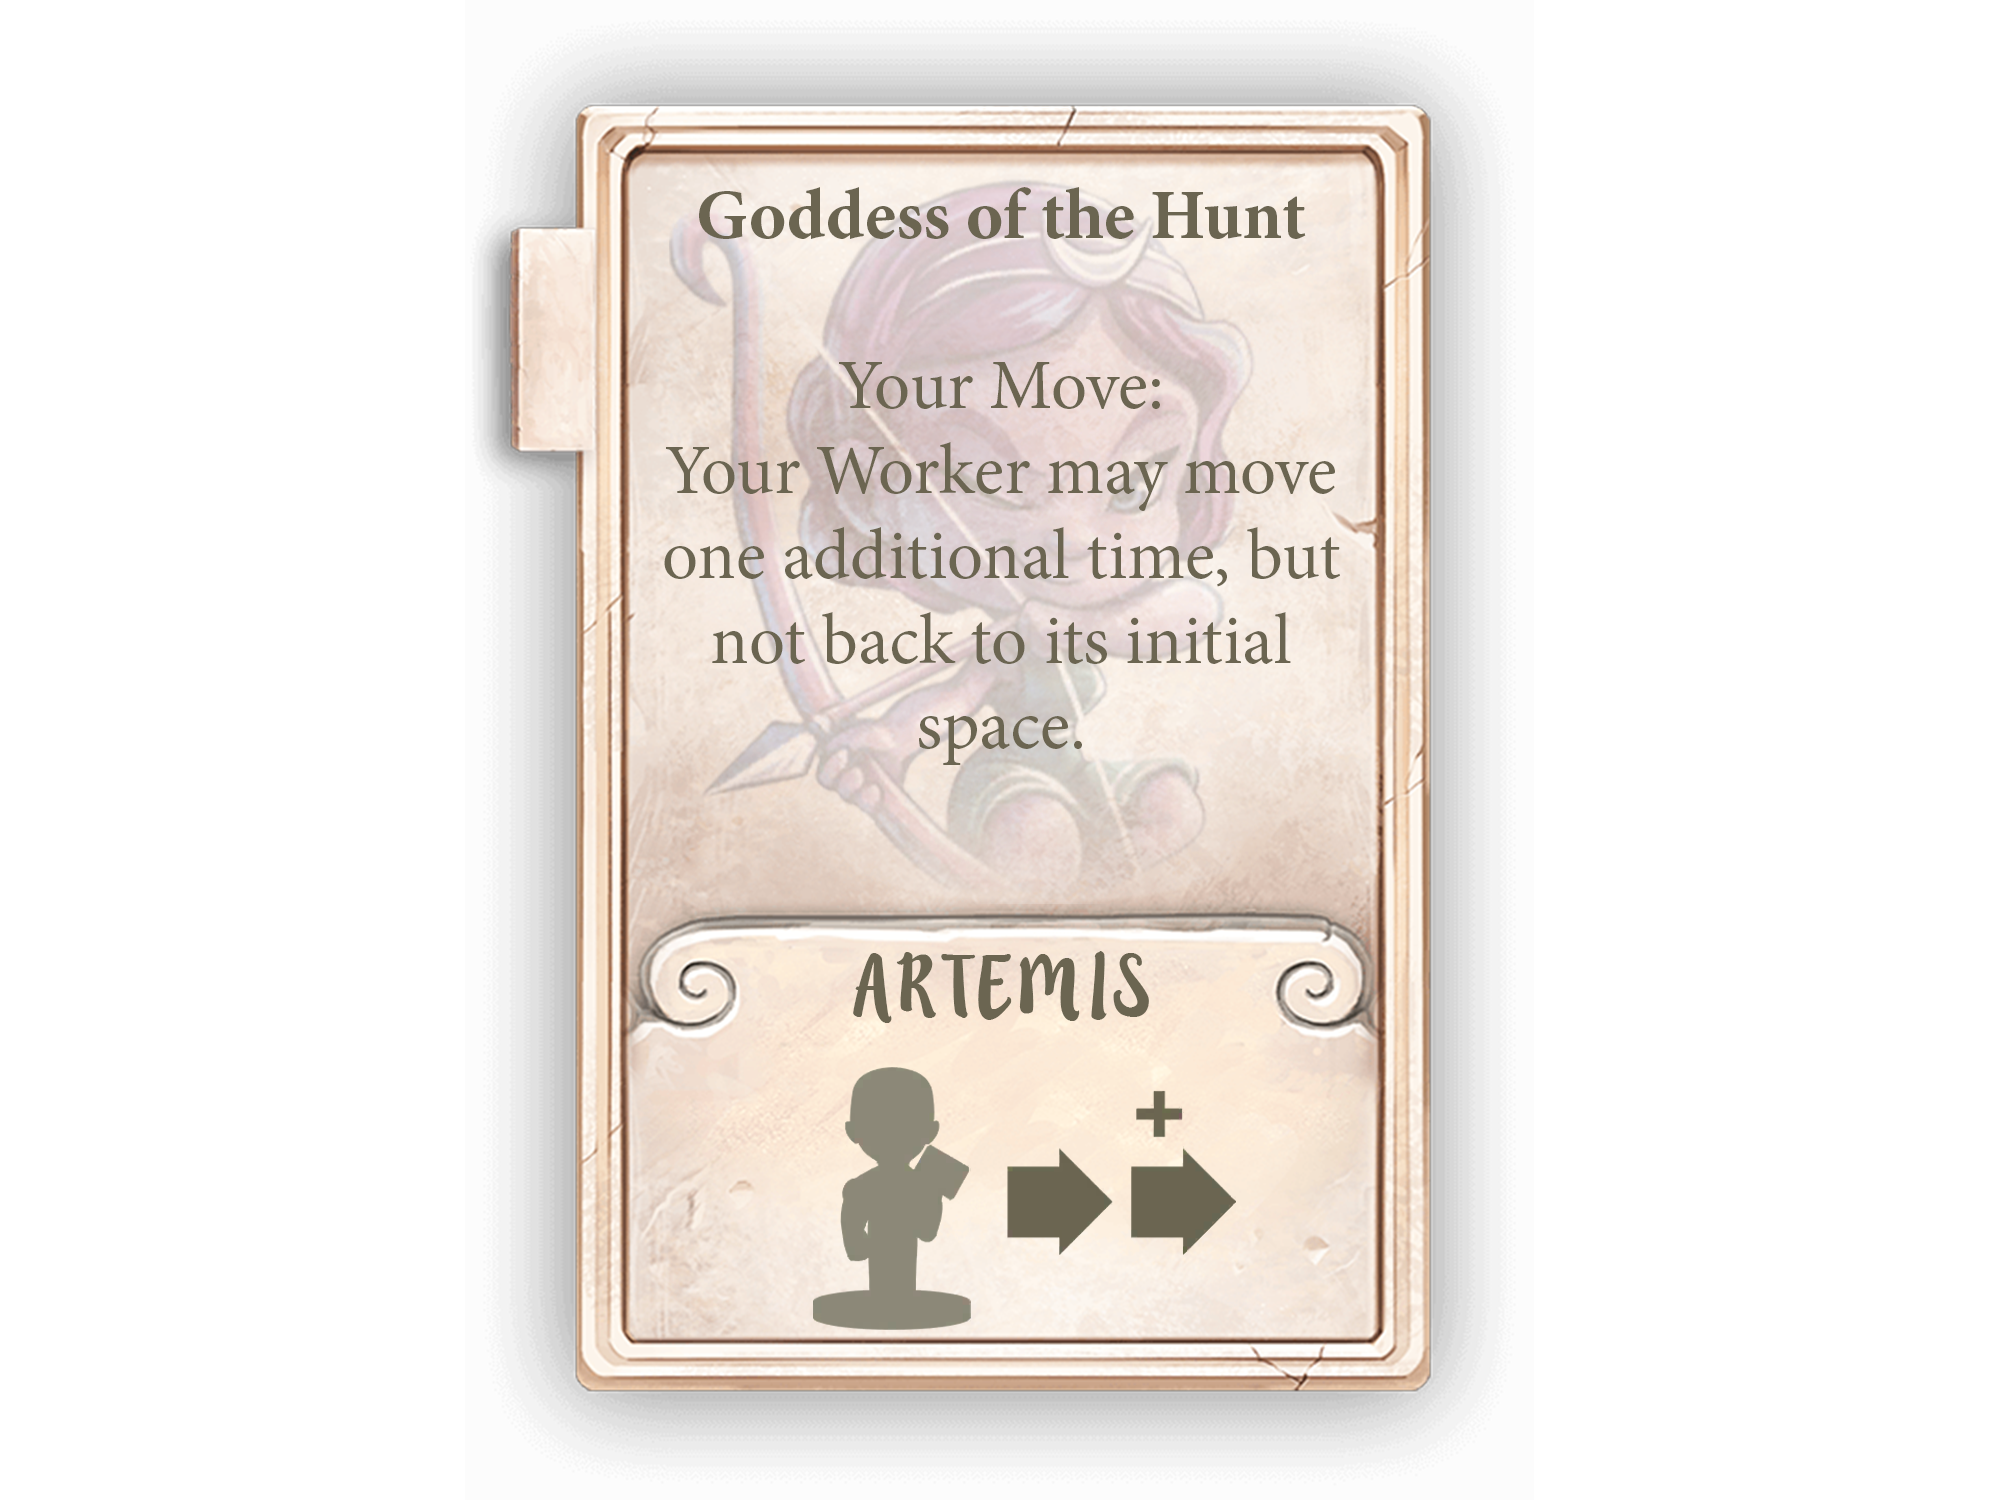 Goddess of the Hunt
Your Move:
Your Worker may move
one additional time, but
not back to its initial
space.
ARTEMIS
+